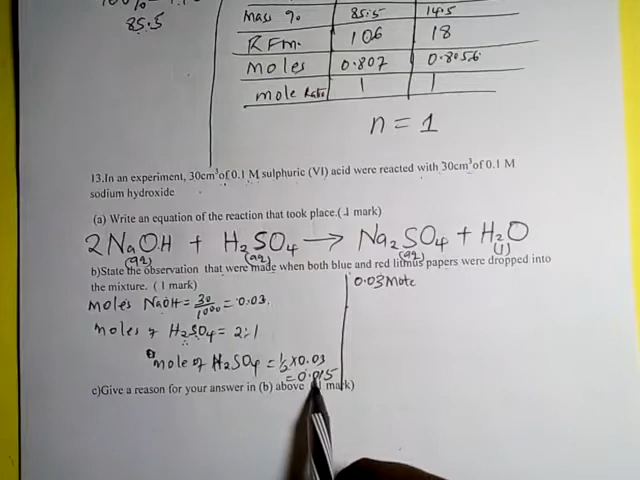 85.5
Mass % 85.5 14.5
RFm. 106 18
Moles 0.807 0.8056
mole Ratio 1 1
n = 1
13.In an experiment, 30cm³of 0.1 M sulphuric (VI) acid were reacted with 30cm³of 0.1 M
sodium hydroxide
(a) Write an equation of the reaction that took place.( 1 mark)
2NaOH + H2SO4 → Na2SO4 + H2O
(aq) (aq) (aq) (l)
b)State the observation that were made when both blue and red litmus papers were dropped into
the mixture. ( 1 mark)
0.03 Mole
moles NaOH = 30/1000 = 0.03.
moles of H2SO4 = 2:1
mole of H2SO4 = ½ x 0.03
= 0.015
c)Give a reason for your answer in (b) above mark)